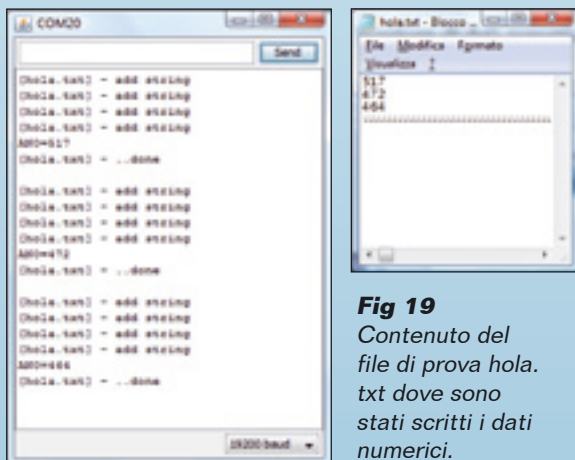 COM20
Send
[hola.txt] - add string
[hola.txt] - add string
[hola.txt] - add string
[hola.txt] - add string
AN0=517
[hola.txt] - ..done
[hola.txt] - add string
[hola.txt] - add string
[hola.txt] - add string
[hola.txt] - add string
AN0=472
[hola.txt] - ..done
[hola.txt] - add string
[hola.txt] - add string
[hola.txt] - add string
[hola.txt] - add string
AN0=464
[hola.txt] - ..done
19200 baud
hola.txt - Blocco
File Modifica Formato
Visualizza ?
517
472
464
Fig 19
Contenuto del
file di prova hola.
txt dove sono
stati scritti i dati
numerici.